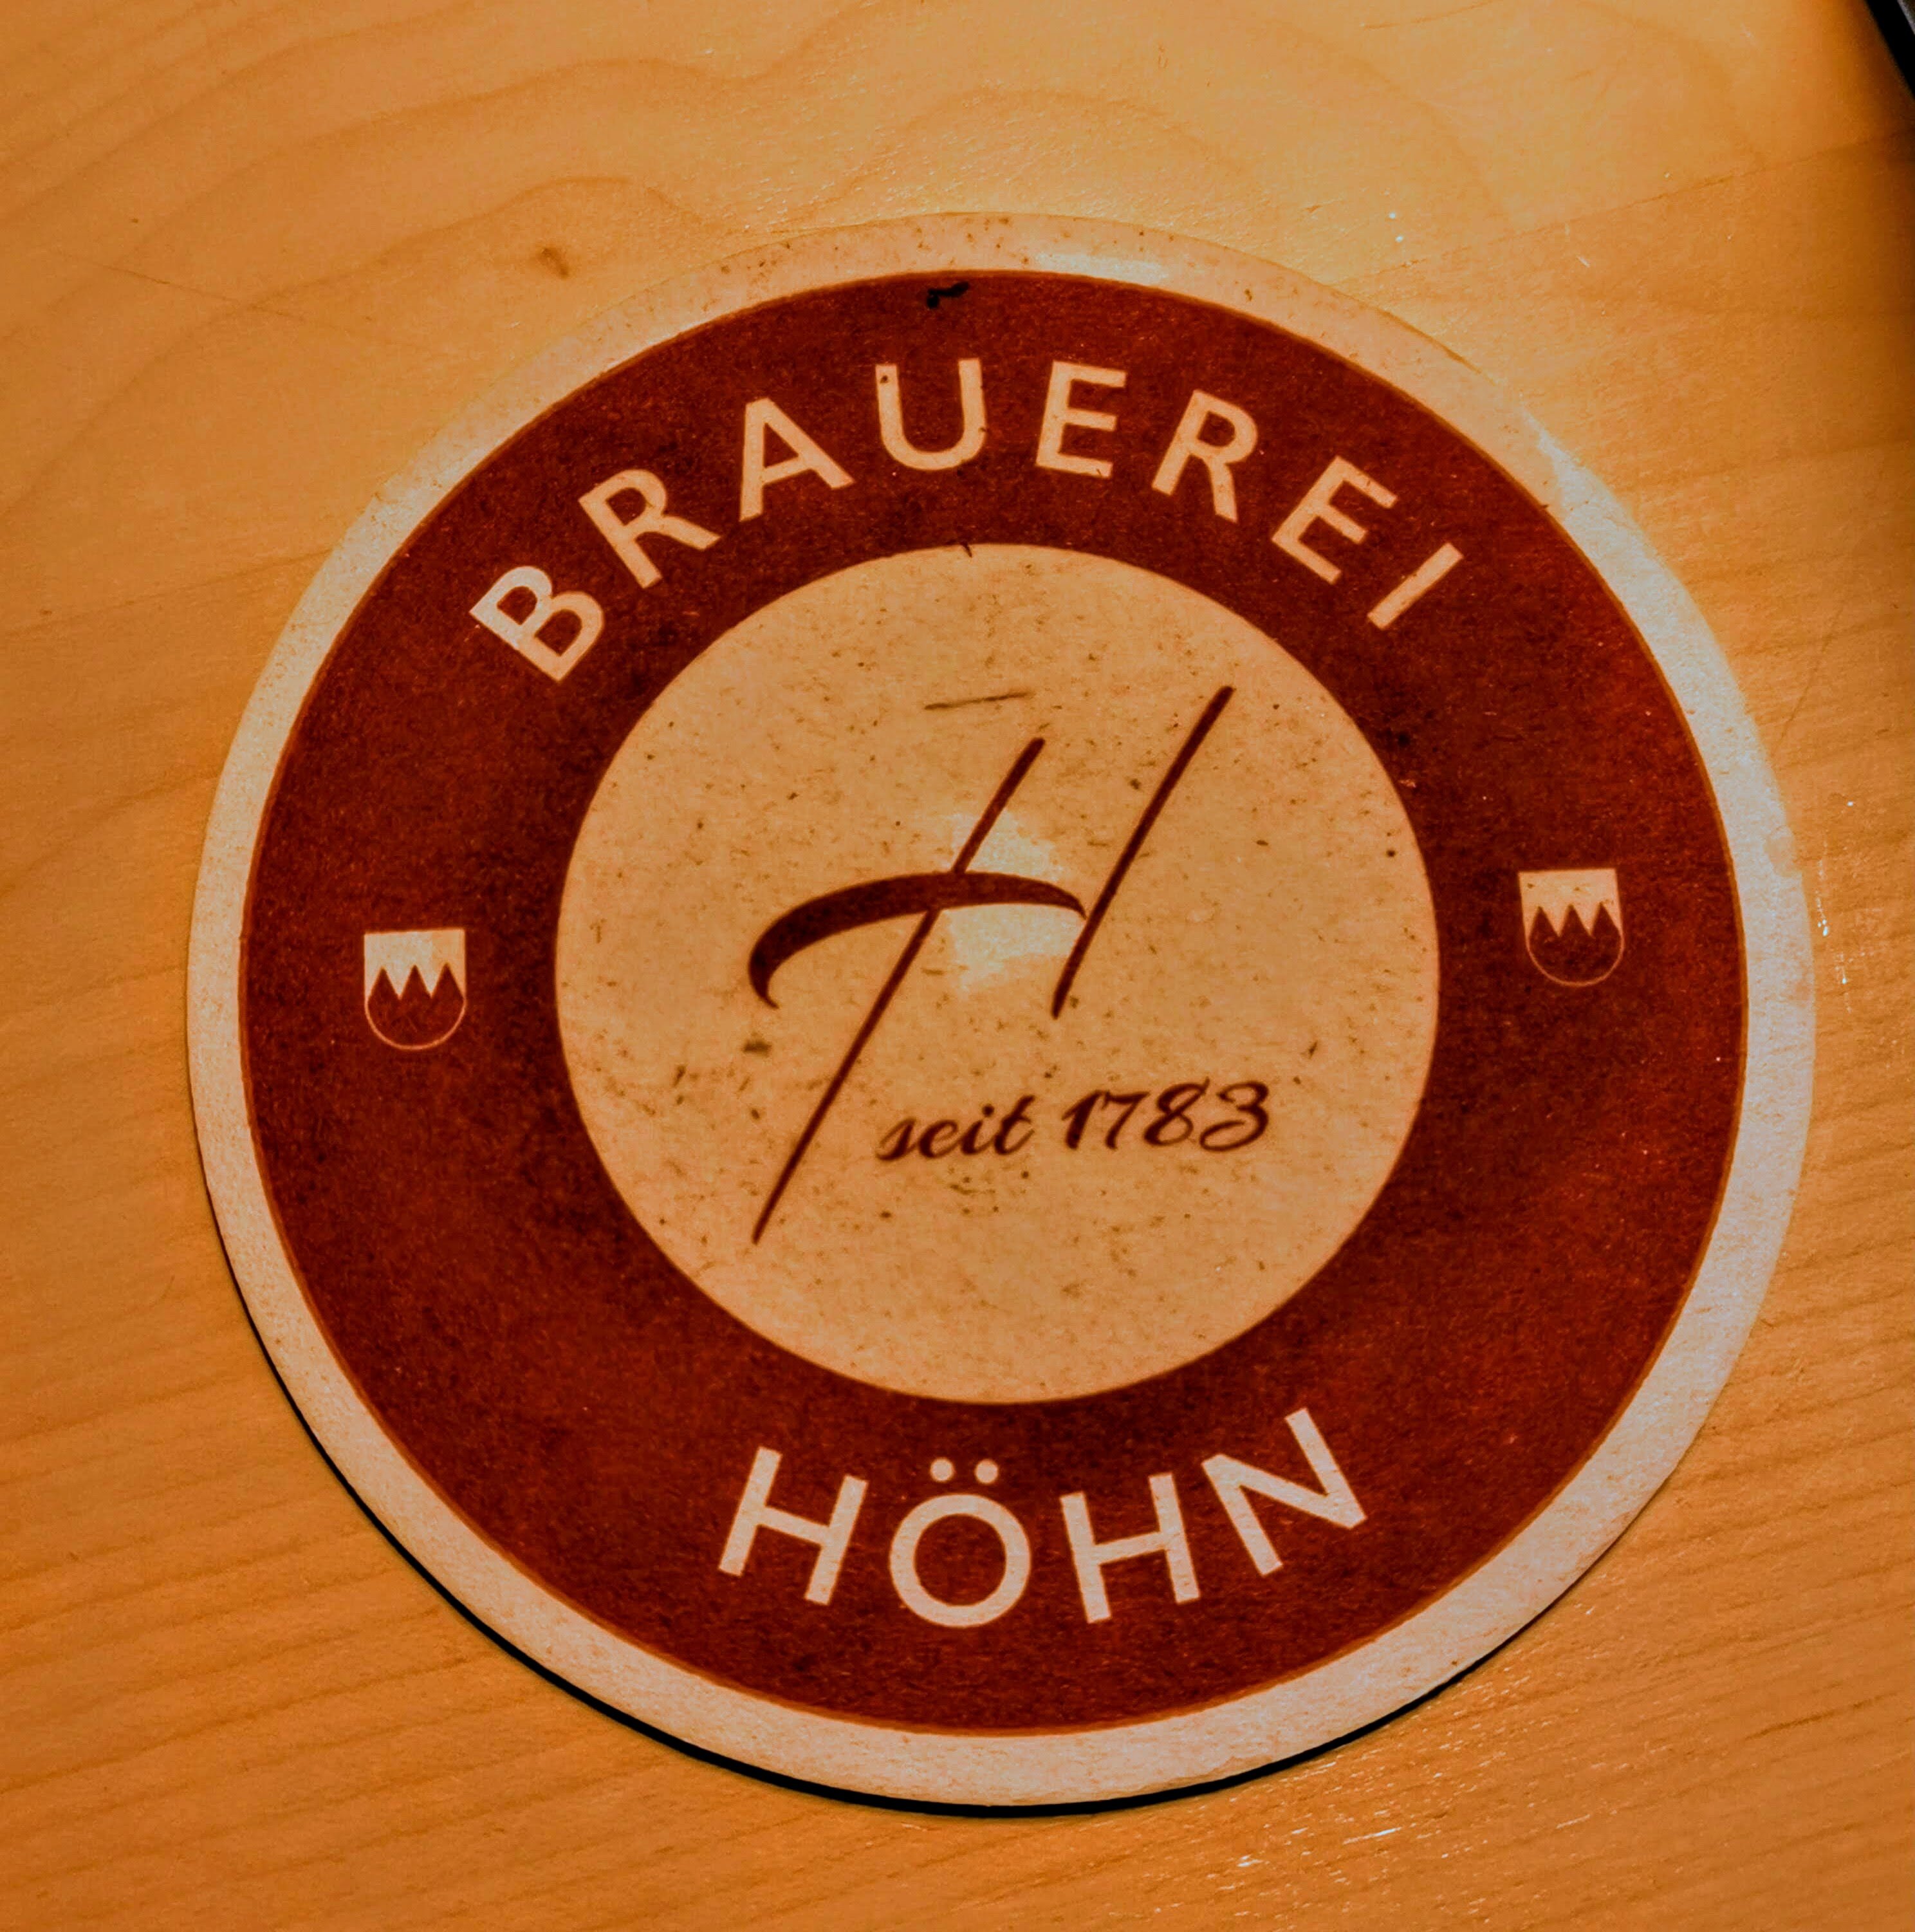 BRAUEREI
H
seit 1783
HÖHN